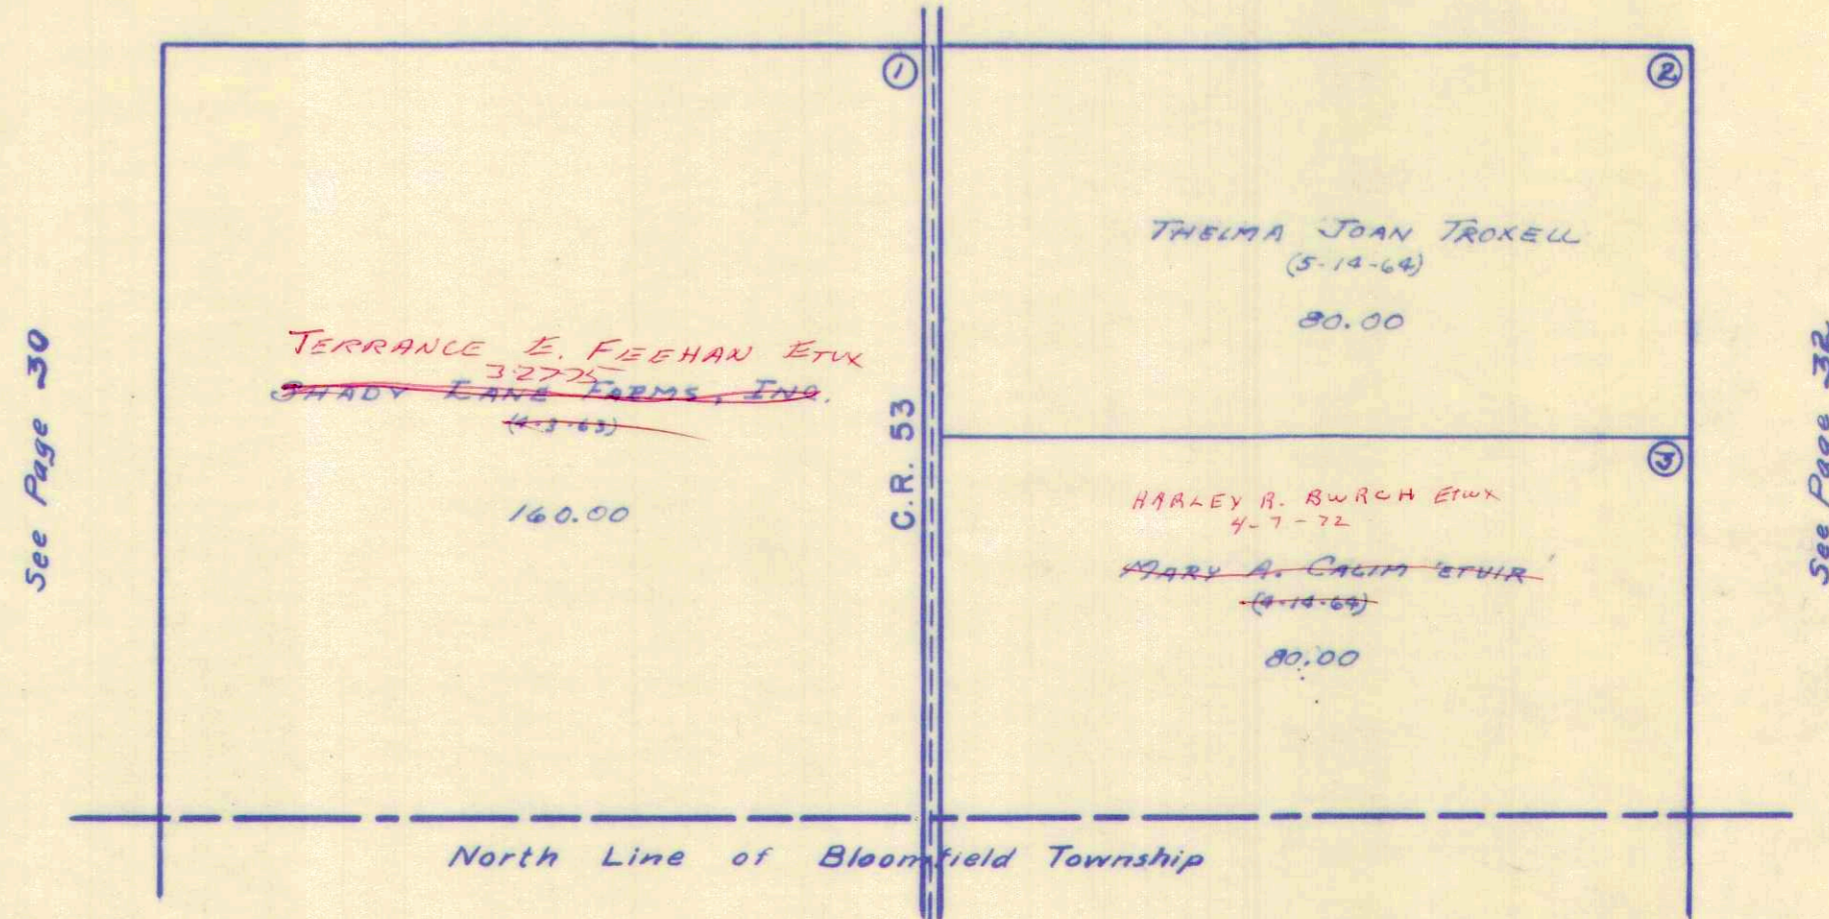 See Page 30
①
TERRANCE E. FEEHAN ETUX
3-27-75
SHADY LANE FARMS, INC.
(4-3-63)
160.00
C.R. 53
②
THELMA JOAN TROXELL
(5-14-64)
80.00
③
HARLEY R. BURCH ETUX
4-7-72
MARY A. CALIM ETVIR
(4-14-64)
80.00
See Page 32
North Line of Bloomfield Township